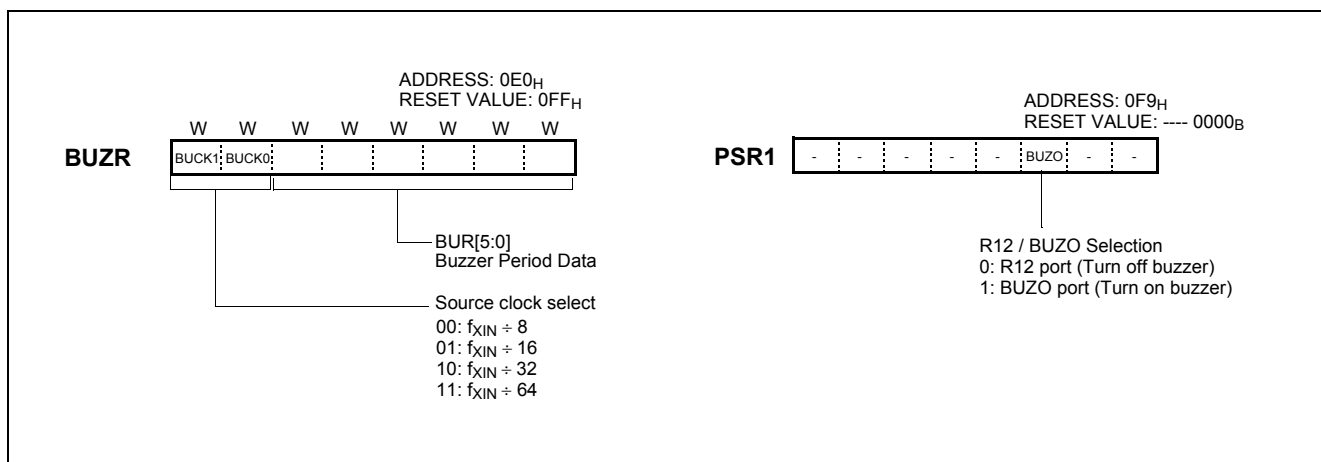 ADDRESS: 0E0H
RESET VALUE: 0FFH
W W W W W W W W
BUZR
BUCK1 BUCK0
BUR[5:0]
Buzzer Period Data
Source clock select
00: fXIN ÷ 8
01: fXIN ÷ 16
10: fXIN ÷ 32
11: fXIN ÷ 64
ADDRESS: 0F9H
RESET VALUE: ---- 0000B
PSR1
- - - - - BUZO - -
R12 / BUZO Selection
0: R12 port (Turn off buzzer)
1: BUZO port (Turn on buzzer)